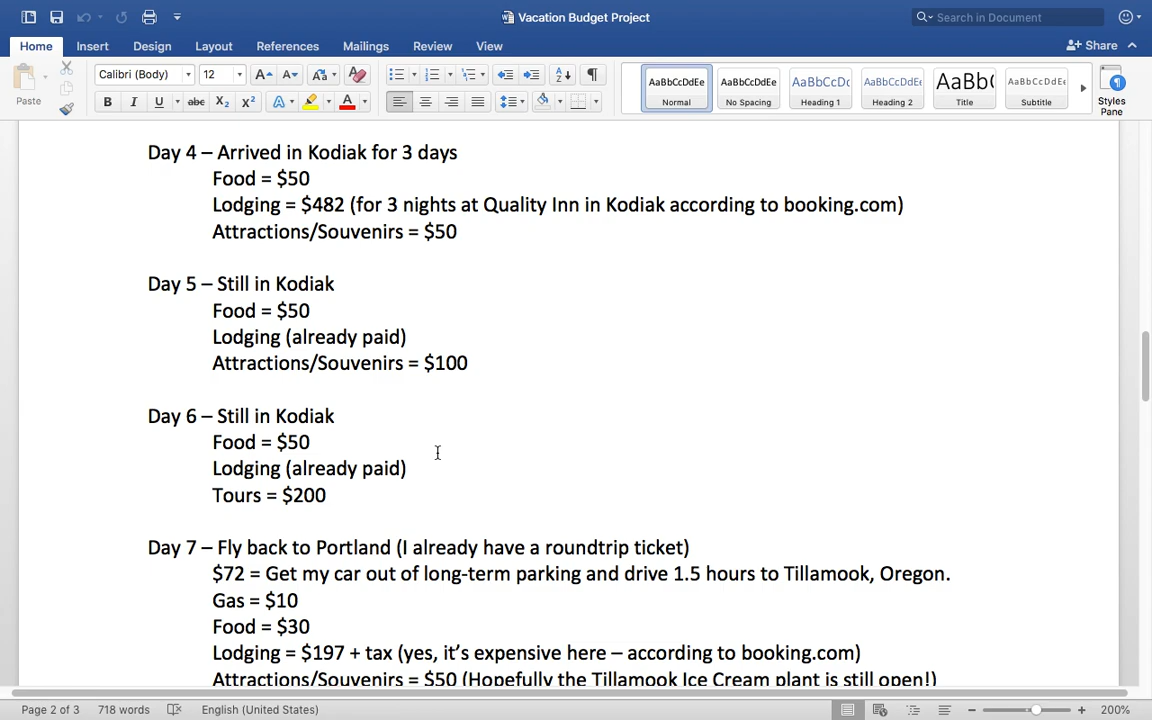 Vacation Budget Project
Search in Document
Home Insert Design Layout References Mailings Review View
Share
Paste
Calibri (Body) 12
AaBbCcDdEe AaBbCcDdEe AaBbCcDc AaBbCcDdEe AaBb( AaBbCcDdEe
Normal No Spacing Heading 1 Heading 2 Title Subtitle
Styles
Pane
Day 4 – Arrived in Kodiak for 3 days
Food = $50
Lodging = $482 (for 3 nights at Quality Inn in Kodiak according to booking.com)
Attractions/Souvenirs = $50
Day 5 – Still in Kodiak
Food = $50
Lodging (already paid)
Attractions/Souvenirs = $100
Day 6 – Still in Kodiak
Food = $50
Lodging (already paid)
Tours = $200
Day 7 – Fly back to Portland (I already have a roundtrip ticket)
$72 = Get my car out of long-term parking and drive 1.5 hours to Tillamook, Oregon.
Gas = $10
Food = $30
Lodging = $197 + tax (yes, it's expensive here – according to booking.com)
Attractions/Souvenirs = $50 (Hopefully the Tillamook Ice Cream plant is still open!)
Page 2 of 3 718 words English (United States) 200%